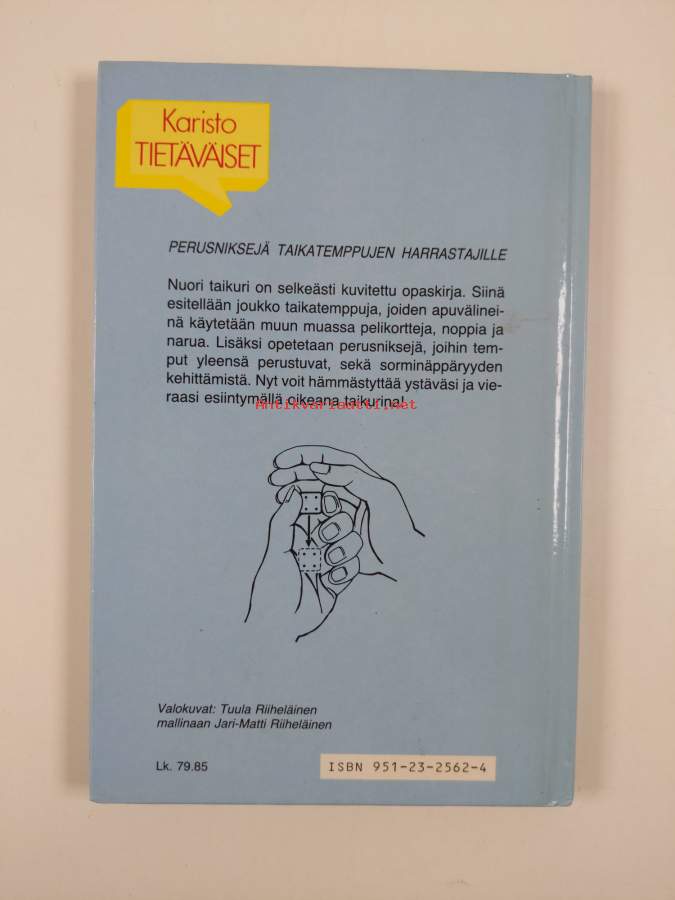 Karisto
TIETÄVÄISET
PERUSNIKSEJÄ TAIKATEMPPUJEN HARRASTAJILLE
Nuori taikuri on selkeästi kuvitettu opaskirja. Siinä
esitellään joukko taikatemppuja, joiden apuvälinei-
nä käytetään muun muassa pelikortteja, noppia ja
narua. Lisäksi opetetaan perusniksejä, joihin tem-
put yleensä perustuvat, sekä sorminäppäryyden
kehittämistä. Nyt voit hämmästyttää ystäväsi ja vie-
raasi esiintymällä oikeana taikurina!
Antikvariaatti.net
Valokuvat: Tuula Riiheläinen
mallinaan Jari-Matti Riiheläinen
Lk. 79.85
ISBN 951-23-2562-4